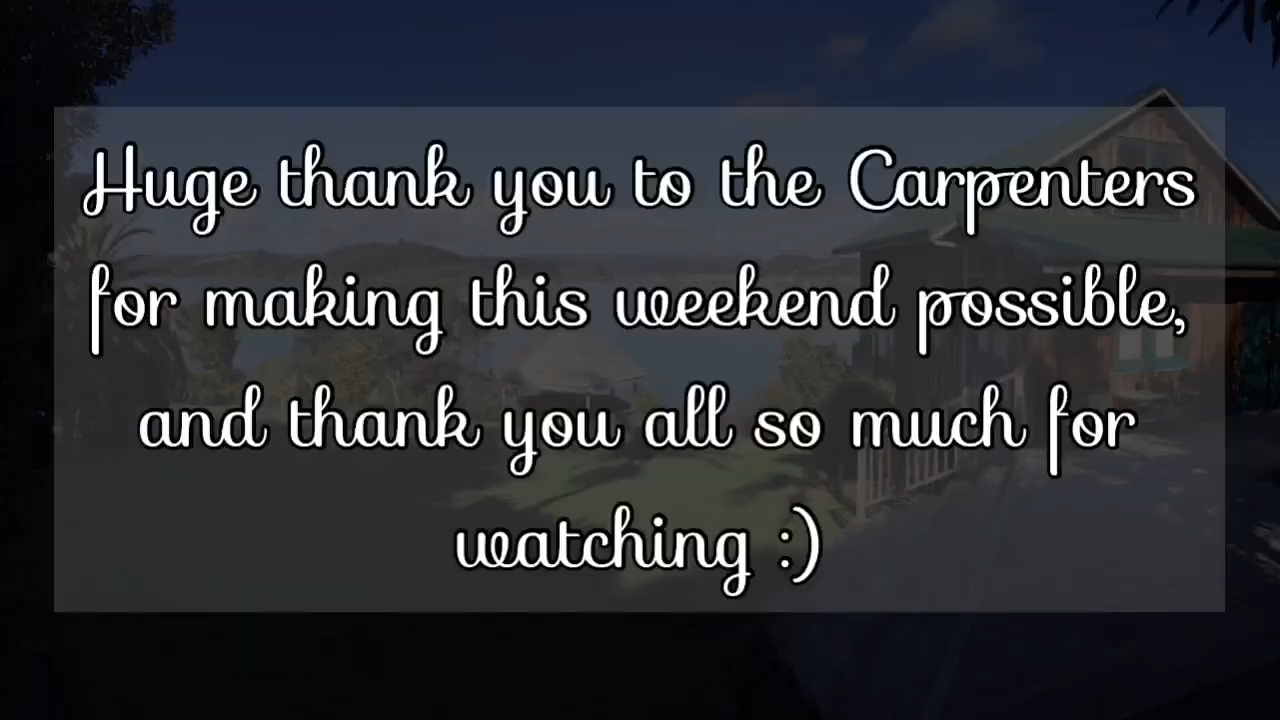 Huge thank you to the Carpenters
for making this weekend possible,
and thank you all so much for
watching :)